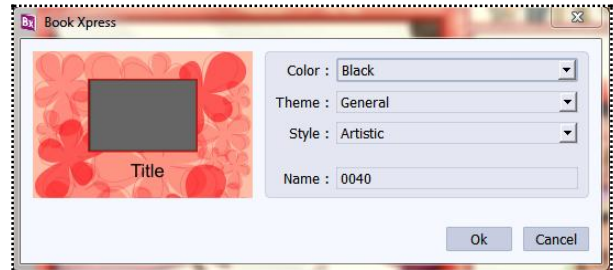 Bx Book Xpress
Color : Black
Theme : General
Style : Artistic
Title
Name : 0040
Ok Cancel